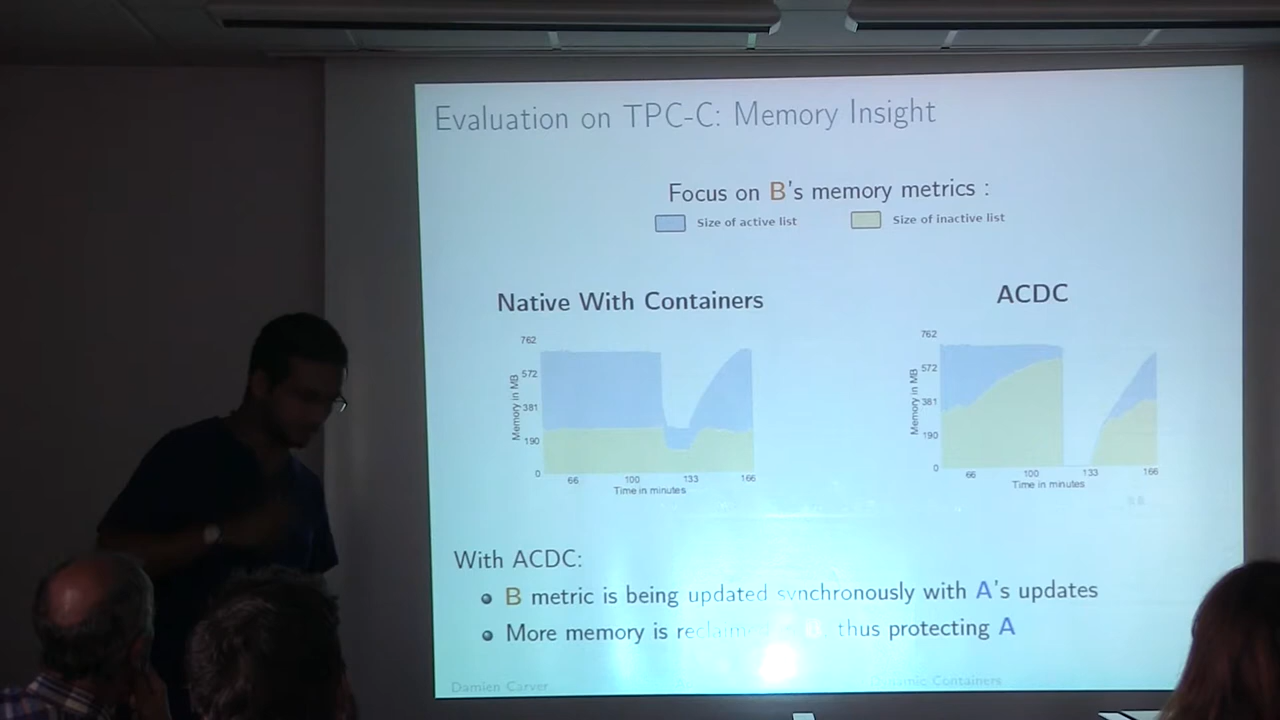 Evaluation on TPC-C: Memory Insight
Focus on B's memory metrics :
Size of active list
Size of inactive list
Native With Containers
762
572
381
190
0
Memory in MB
66
100
133
166
Time in minutes
ACDC
762
572
381
190
0
Memory in MB
66
100
133
166
Time in minutes
With ACDC:
B metric is being updated synchronously with A's updates
More memory is B, thus protecting A
Damien Carver
Dynamic Containers